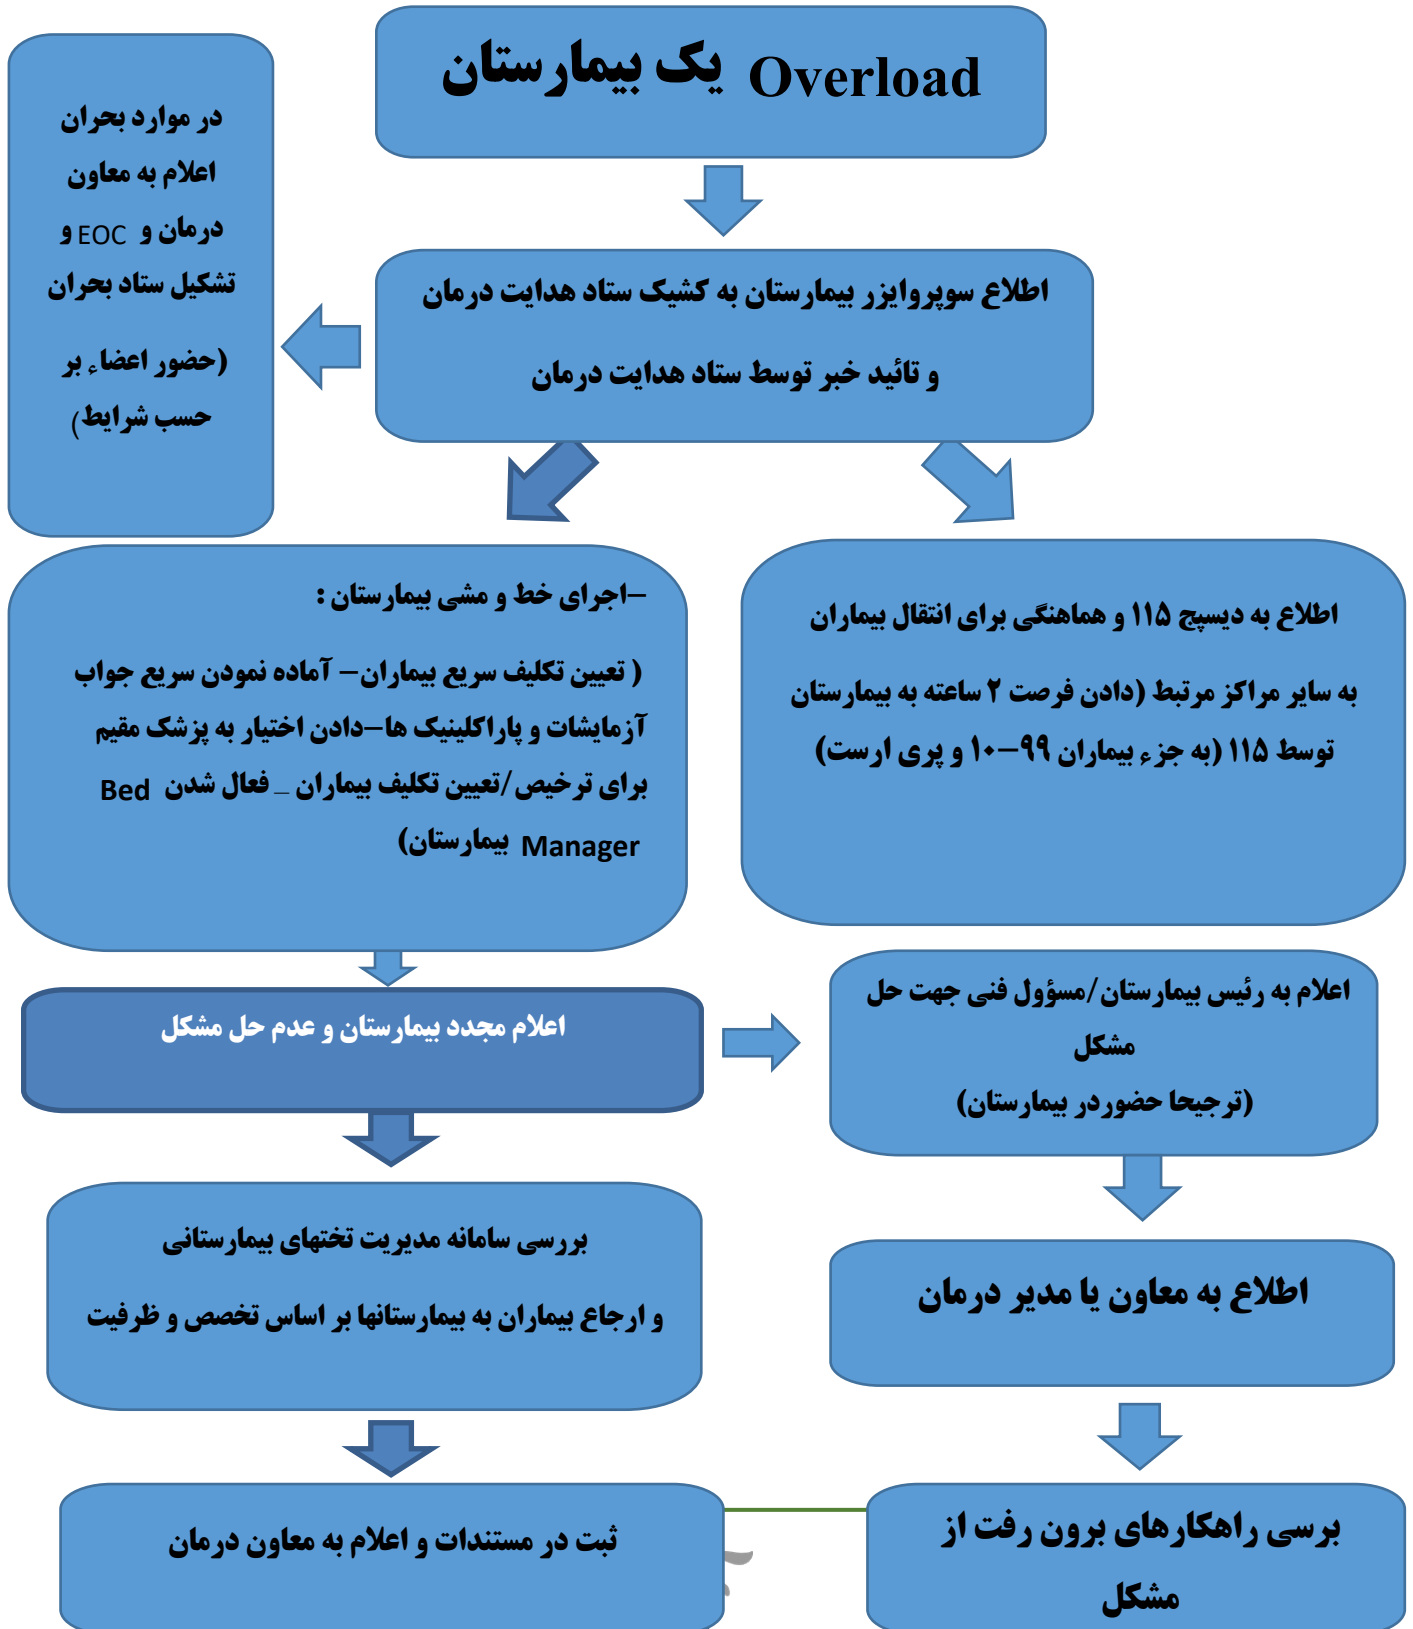 Overload یک بیمارستان
در موارد بحران
اعلام به معاون
درمان و EOC و
تشکیل ستاد بحران
(حضور اعضاء بر
حسب شرایط)
اطلاع سوپروایزر بیمارستان به کشیک ستاد هدایت درمان
و تائید خبر توسط ستاد هدایت درمان
اطلاع به دیسپچ ۱۱۵ و هماهنگی برای انتقال بیماران
به سایر مراکز مرتبط (دادن فرصت ۲ ساعته به بیمارستان
توسط ۱۱۵ (به جزء بیماران ۹۹-۱۰ و پری ارست)
-اجرای خط و مشی بیمارستان :
( تعیین تکلیف سریع بیماران- آماده نمودن سریع جواب
آزمایشات و پاراکلینیک ها-دادن اختیار به پزشک مقیم
برای ترخیص/تعیین تکلیف بیماران _ فعال شدن Bed
Manager بیمارستان)
اعلام به رئیس بیمارستان/مسؤول فنی جهت حل
مشکل
(ترجیحا حضوردر بیمارستان)
اعلام مجدد بیمارستان و عدم حل مشکل
بررسی سامانه مدیریت تختهای بیمارستانی
و ارجاع بیماران به بیمارستانها بر اساس تخصص و ظرفیت
اطلاع به معاون یا مدیر درمان
ثبت در مستندات و اعلام به معاون درمان
برسی راهکارهای برون رفت از
مشکل